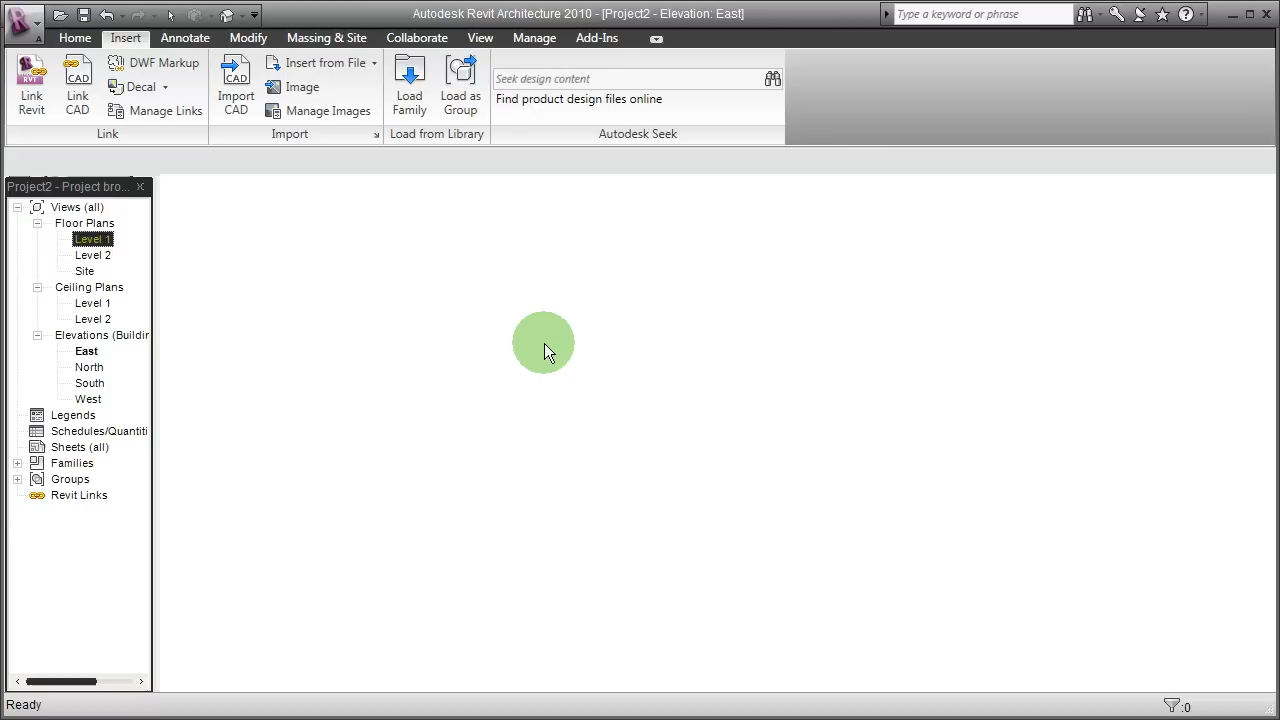 Autodesk Revit Architecture 2010 - [Project2 - Elevation: East]
Type a keyword or phrase
Home Insert Annotate Modify Massing & Site Collaborate View Manage Add-Ins
Link Revit
Link CAD
DWF Markup
Decal
Manage Links
Import CAD
Insert from File
Image
Manage Images
Load Family
Load as Group
Seek design content
Find product design files online
Link Import Load from Library Autodesk Seek
Project2 - Project bro...
Views (all)
Floor Plans
Level 1
Level 2
Site
Ceiling Plans
Level 1
Level 2
Elevations (Buildin
East
North
South
West
Legends
Schedules/Quantiti
Sheets (all)
Families
Groups
Revit Links
Ready
:0